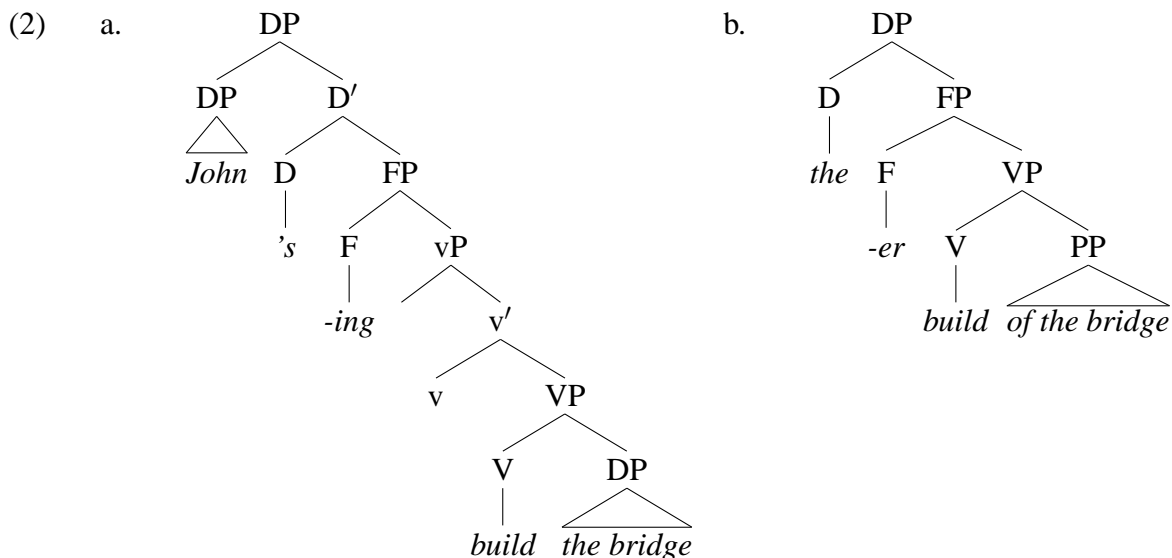 (2) a. DP b. DP
DP D′ D FP
John D FP the F VP
’s F vP -er V PP
-ing v′ build of the bridge
v VP
V DP
build the bridge